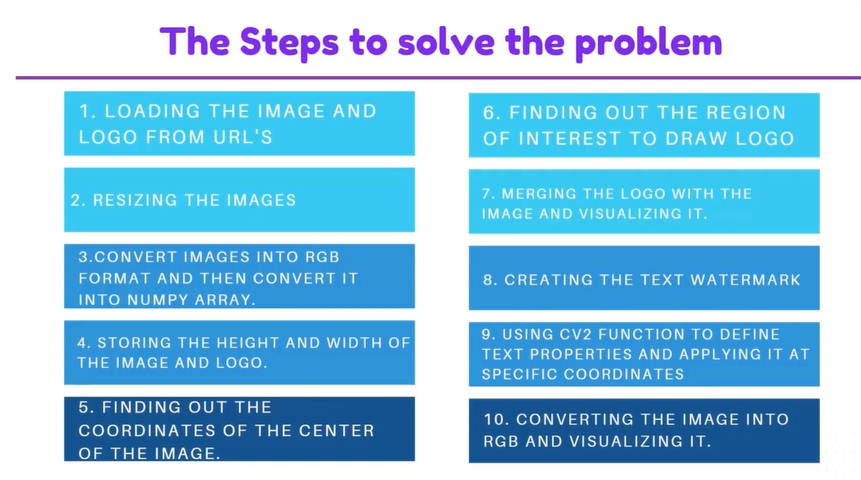 The Steps to solve the problem
1. LOADING THE IMAGE AND
LOGO FROM URL'S
2. RESIZING THE IMAGES
3.CONVERT IMAGES INTO RGB
FORMAT AND THEN CONVERT IT
INTO NUMPY ARRAY.
4. STORING THE HEIGHT AND WIDTH OF
THE IMAGE AND LOGO.
5. FINDING OUT THE
COORDINATES OF THE CENTER
OF THE IMAGE.
6. FINDING OUT THE REGION
OF INTEREST TO DRAW LOGO
7. MERGING THE LOGO WITH THE
IMAGE AND VISUALIZING IT.
8. CREATING THE TEXT WATERMARK
9. USING CV2 FUNCTION TO DEFINE
TEXT PROPERTIES AND APPLYING IT AT
SPECIFIC COORDINATES
10. CONVERTING THE IMAGE INTO
RGB AND VISUALIZING IT.